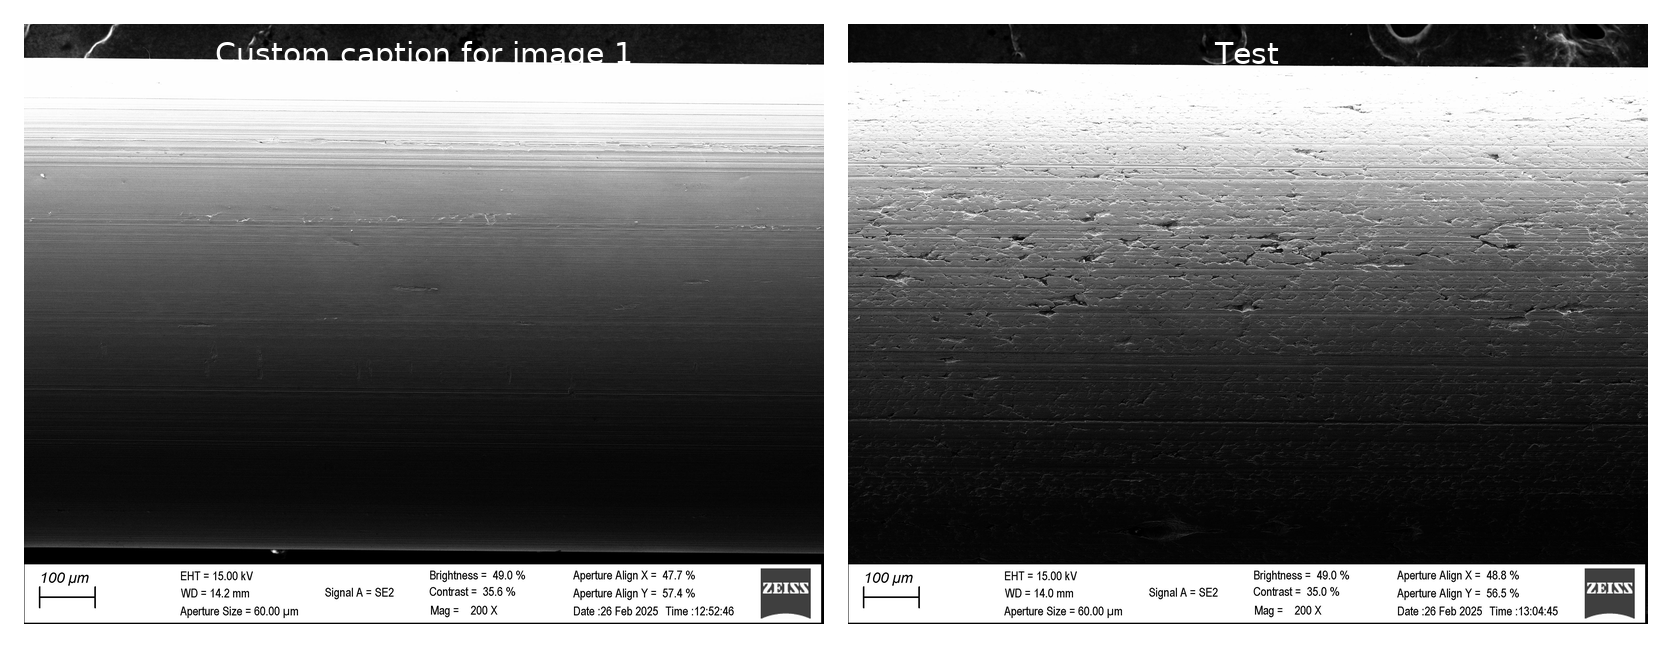 Custom caption for image 1
100 µm
EHT = 15.00 kV
WD = 14.2 mm
Aperture Size = 60.00 µm
Signal A = SE2
Brightness = 49.0 %
Contrast = 35.6 %
Mag = 200 X
Aperture Align X = 47.7 %
Aperture Align Y = 57.4 %
Date :26 Feb 2025 Time :12:52:46
ZEISS
Test
100 µm
EHT = 15.00 kV
WD = 14.0 mm
Aperture Size = 60.00 µm
Signal A = SE2
Brightness = 49.0 %
Contrast = 35.0 %
Mag = 200 X
Aperture Align X = 48.8 %
Aperture Align Y = 56.5 %
Date :26 Feb 2025 Time :13:04:45
ZEISS